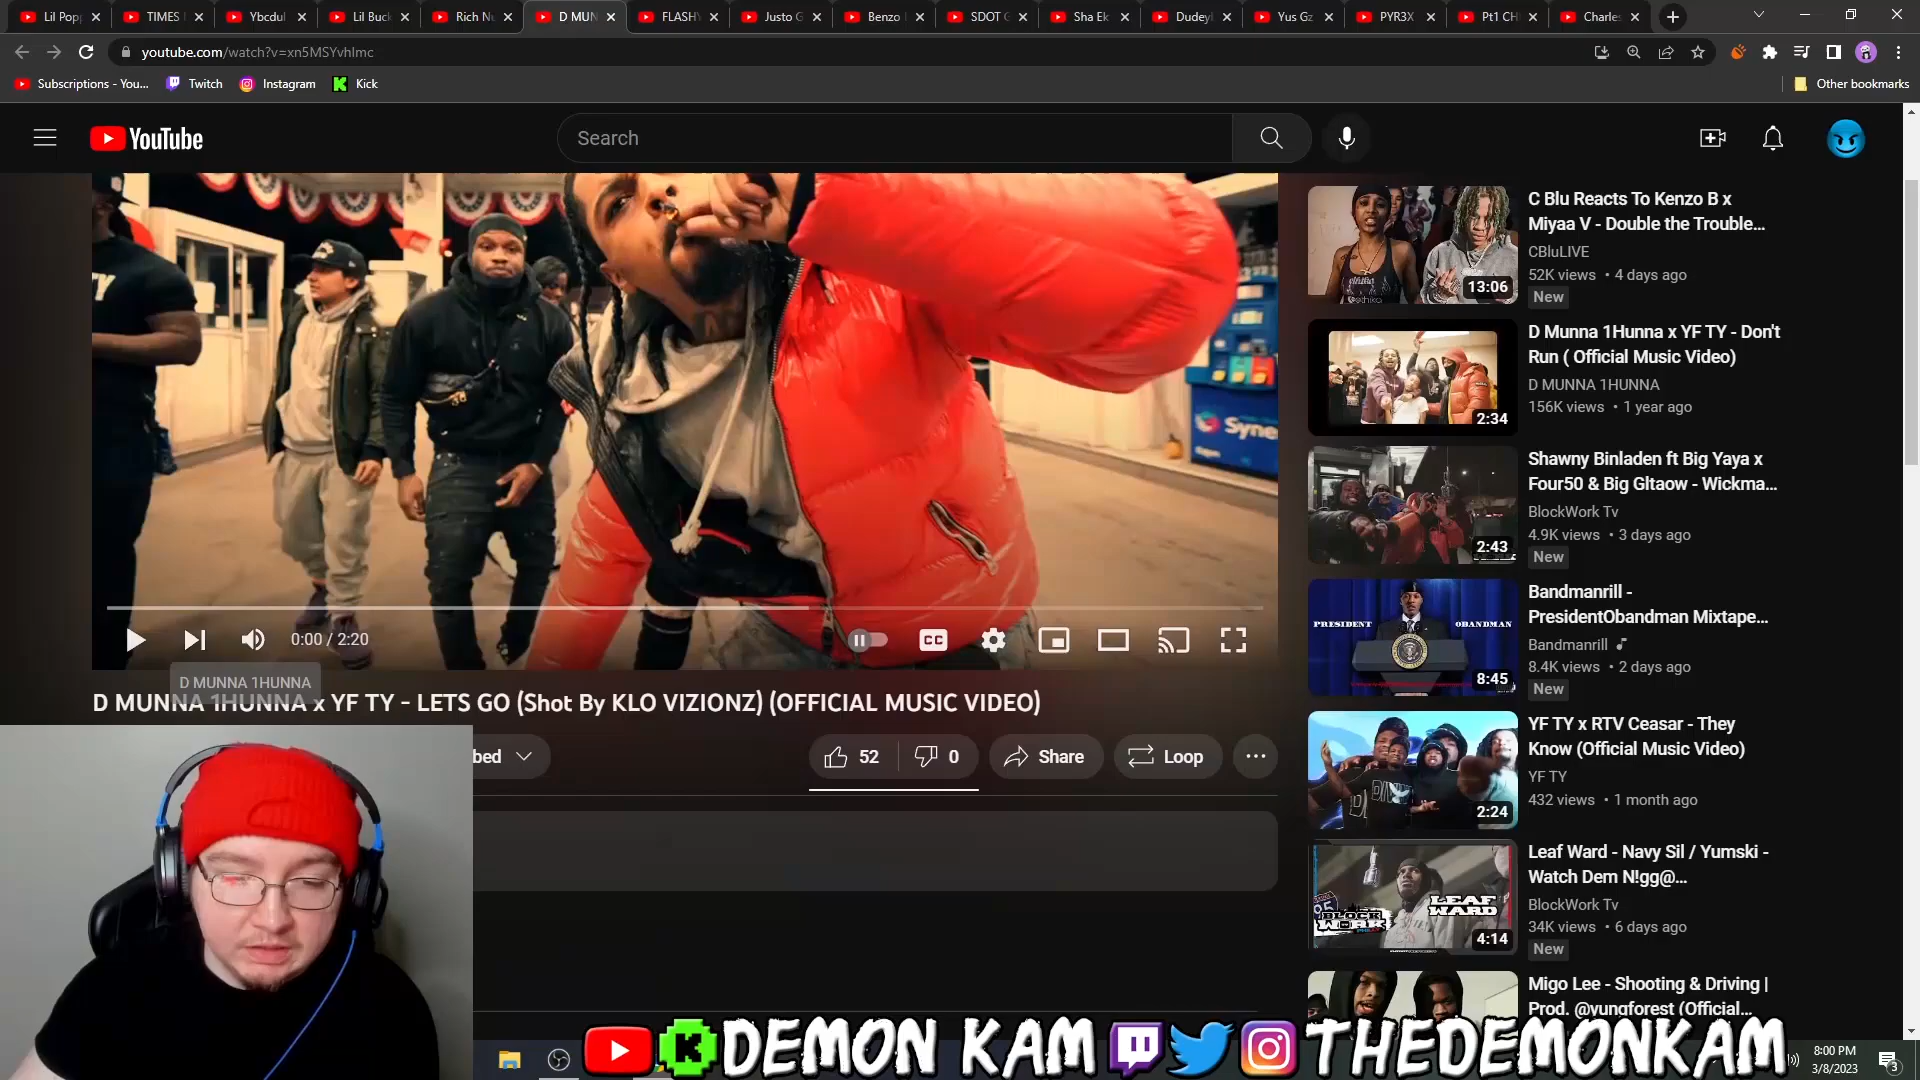 Lil Pop
TIMES
Ybcdul
Lil Buck
Rich Nu
D MUN
FLASHY
Justo G
Benzo
SDOT G
Sha Ek
Dudeyl
Yus Gz
PYR3X
Pt1 CH
Charles
youtube.com/watch?v=xn5MSYvhlmc
Subscriptions - You...
Twitch
Instagram
Kick
Other bookmarks
YouTube
Search
C Blu Reacts To Kenzo B x
Miyaa V - Double the Trouble...
CBluLIVE
52K views • 4 days ago
New
13:06
D Munna 1Hunna x YF TY - Don't
Run ( Official Music Video)
D MUNNA 1HUNNA
156K views • 1 year ago
2:34
Shawny Binladen ft Big Yaya x
Four50 & Big Gltaow - Wickma...
BlockWork Tv
4.9K views • 3 days ago
New
2:43
PRESIDENT OBANDMAN
Bandmanrill -
PresidentObandman Mixtape...
Bandmanrill
8.4K views • 2 days ago
New
8:45
YF TY x RTV Ceasar - They
Know (Official Music Video)
YF TY
432 views • 1 month ago
2:24
BLOCK
WORK
LEAF
WARD
Leaf Ward - Navy Sil / Yumski -
Watch Dem N!gg@...
BlockWork Tv
34K views • 6 days ago
New
4:14
Migo Lee - Shooting & Driving |
Prod. @yungforest (Official...
Syne
0:00 / 2:20
CC
D MUNNA 1HUNNA
D MUNNA 1HUNNA x YF TY - LETS GO (Shot By KLO VIZIONZ) (OFFICIAL MUSIC VIDEO)
bed
52
0
Share
Loop
DEMON KAM
THEDEMONKAM
8:00 PM
3/8/2023
3